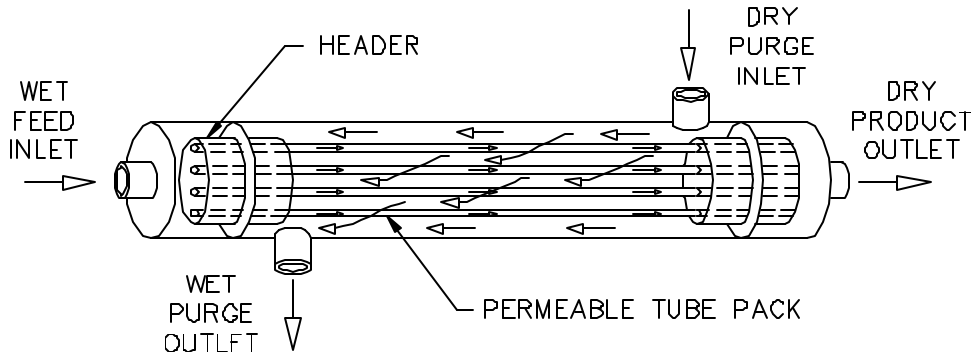 HEADER
DRY
PURGE
INLET
WET
FEED
INLET
DRY
PRODUCT
OUTLET
WET
PURGE
OUTLET
PERMEABLE TUBE PACK